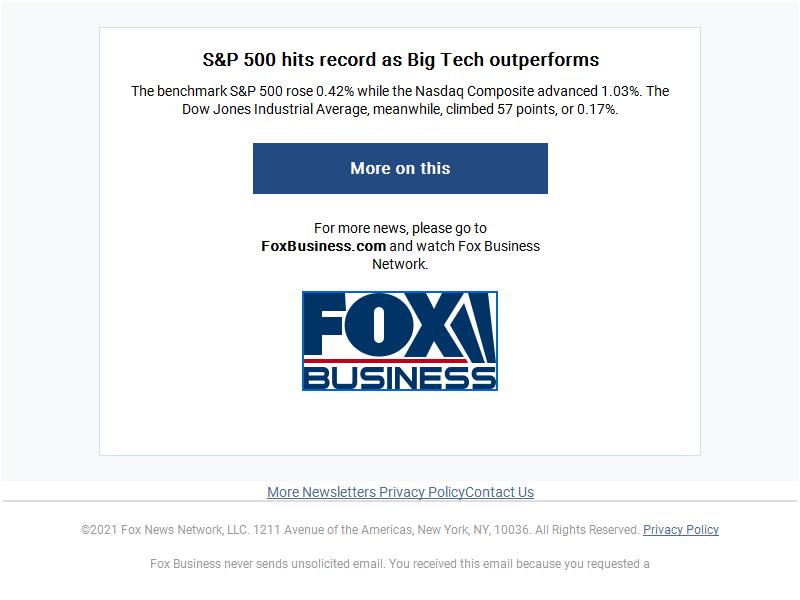 S&P 500 hits record as Big Tech outperforms
The benchmark S&P 500 rose 0.42% while the Nasdaq Composite advanced 1.03%. The
Dow Jones Industrial Average, meanwhile, climbed 57 points, or 0.17%.
More on this
For more news, please go to
FoxBusiness.com and watch Fox Business
Network.
FOX
BUSINESS
More Newsletters Privacy PolicyContact Us
©2021 Fox News Network, LLC. 1211 Avenue of the Americas, New York, NY, 10036. All Rights Reserved. Privacy Policy
Fox Business never sends unsolicited email. You received this email because you requested a